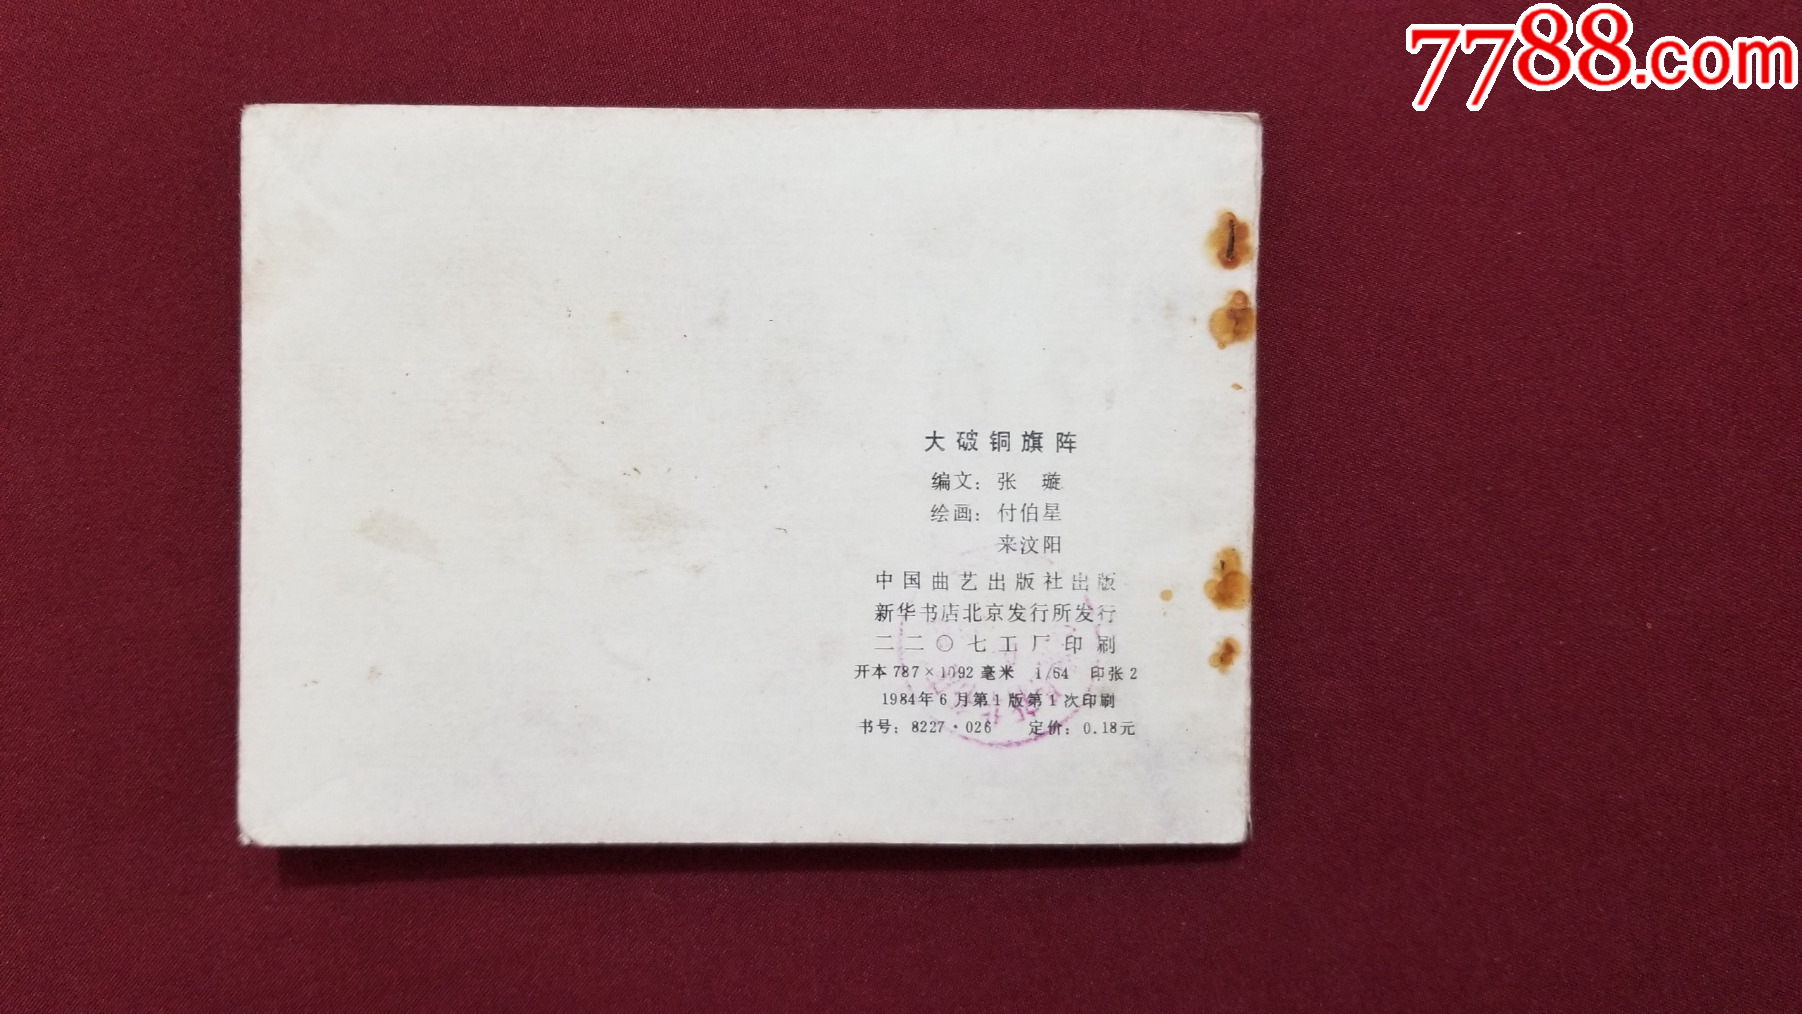 7788.com
大破铜旗阵
编文：张　璇
绘画：付伯星
来汶阳
中国曲艺出版社出版
新华书店北京发行所发行
二二〇七工厂印刷
开本 787×1092 毫米　1/64　印张 2
1984年 6 月第 1 版第 1 次印刷
书号：8227·026　定价：0.18元